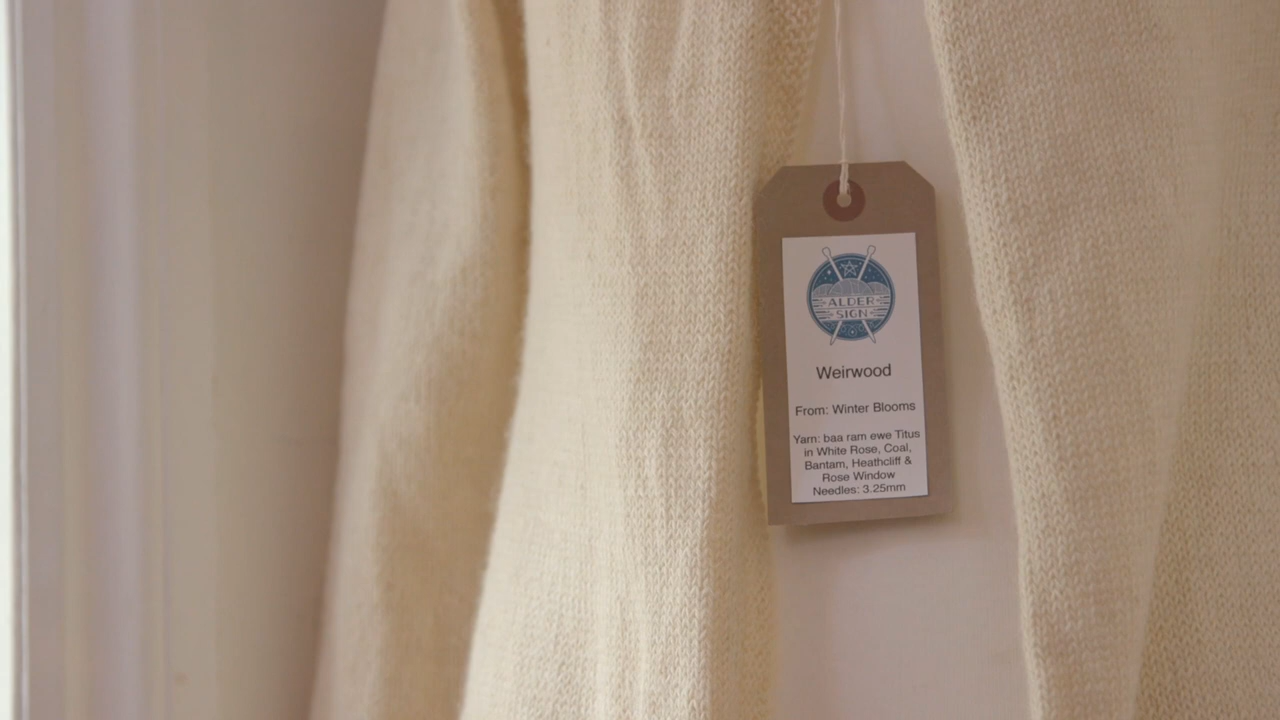 ALDER
SIGN
Weirwood
From: Winter Blooms
Yarn: baa ram ewe Titus
in White Rose, Coal,
Bantam, Heathcliff &
Rose Window
Needles: 3.25mm